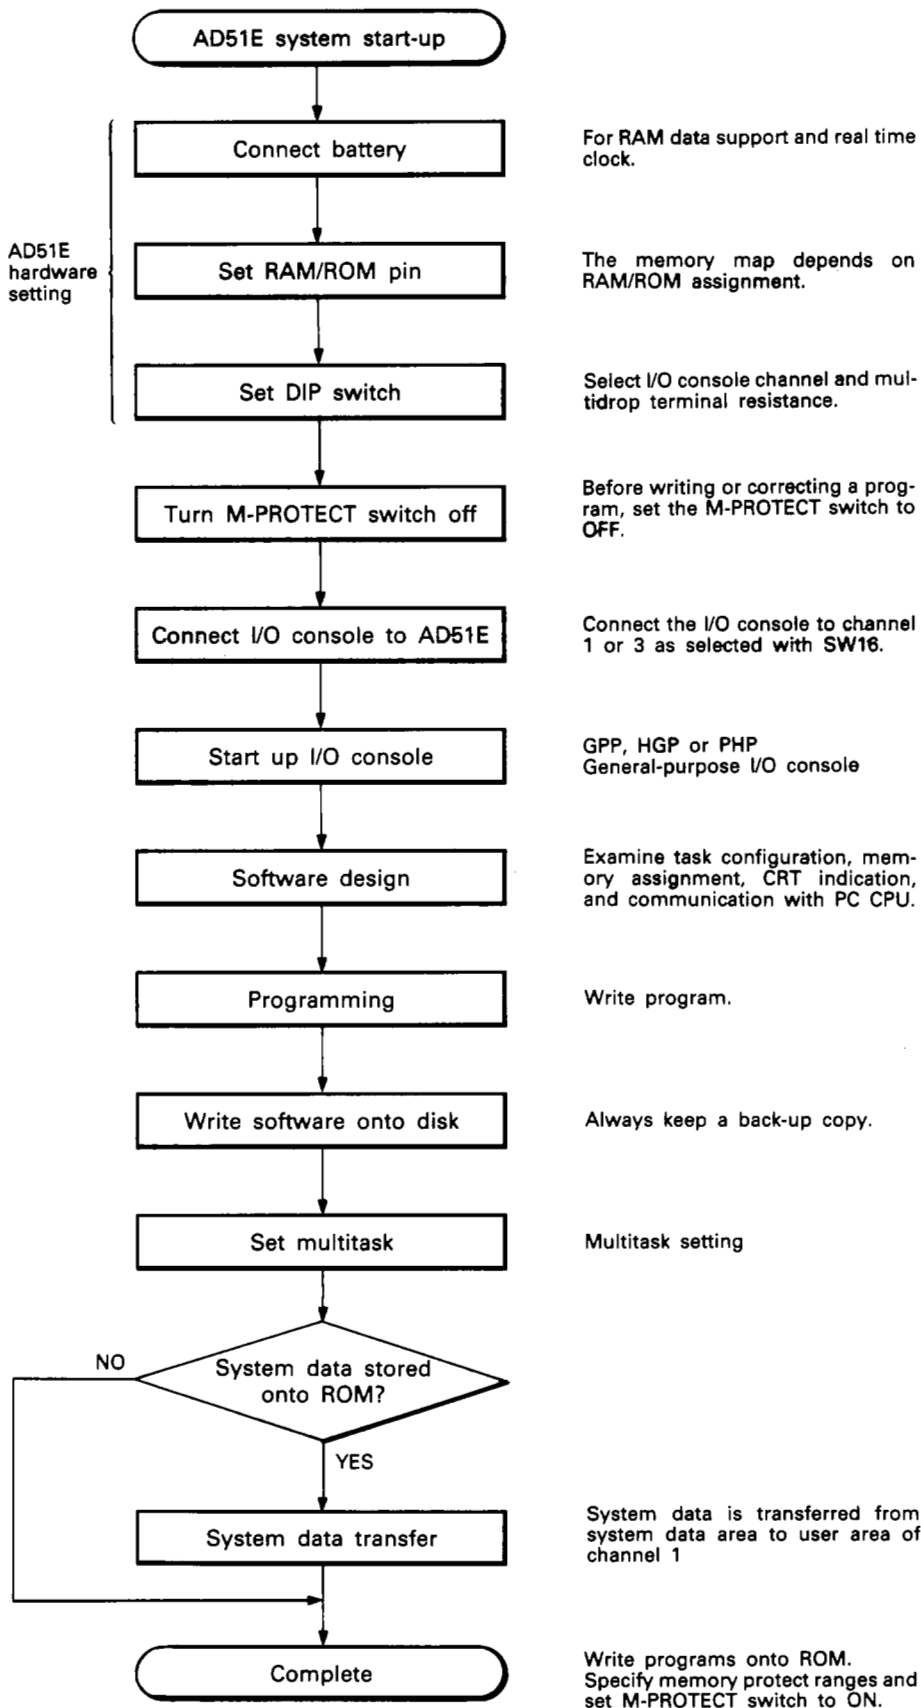 AD51E system start-up
Connect battery
For RAM data support and real time
clock.
AD51E
hardware
setting
Set RAM/ROM pin
The memory map depends on
RAM/ROM assignment.
Set DIP switch
Select I/O console channel and mul-
tidrop terminal resistance.
Turn M-PROTECT switch off
Before writing or correcting a prog-
ram, set the M-PROTECT switch to
OFF.
Connect I/O console to AD51E
Connect the I/O console to channel
1 or 3 as selected with SW16.
Start up I/O console
GPP, HGP or PHP
General-purpose I/O console
Software design
Examine task configuration, mem-
ory assignment, CRT indication,
and communication with PC CPU.
Programming
Write program.
Write software onto disk
Always keep a back-up copy.
Set multitask
Multitask setting
NO
System data stored
onto ROM?
YES
System data transfer
System data is transferred from
system data area to user area of
channel 1
Complete
Write programs onto ROM.
Specify memory protect ranges and
set M-PROTECT switch to ON.